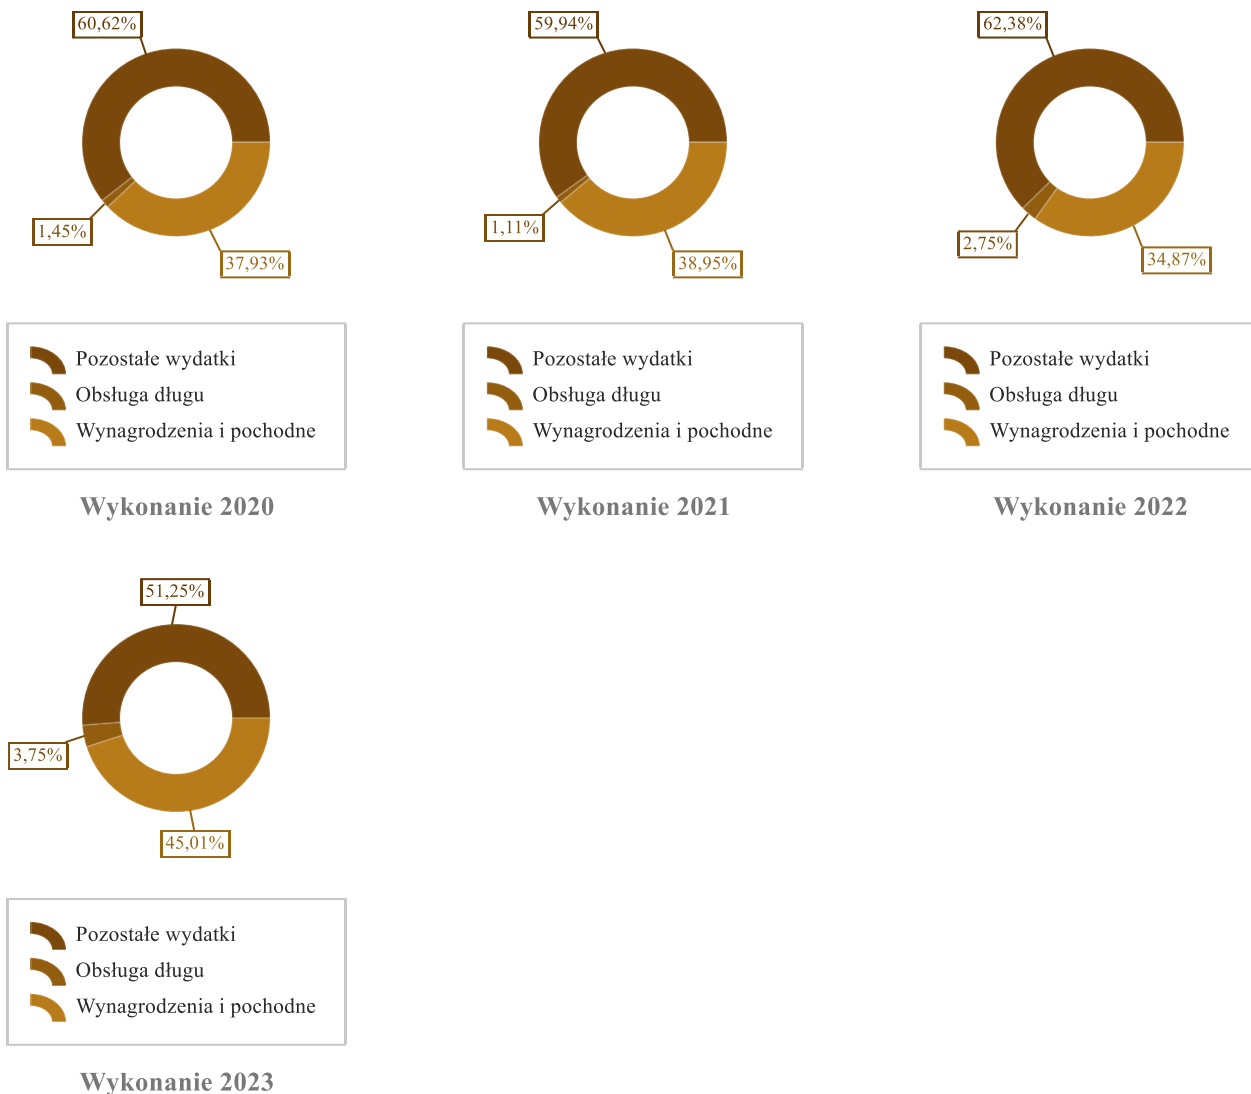 60,62%
1,45%
37,93%
Pozostałe wydatki
Obsługa długu
Wynagrodzenia i pochodne
Wykonanie 2020
59,94%
1,11%
38,95%
Pozostałe wydatki
Obsługa długu
Wynagrodzenia i pochodne
Wykonanie 2021
62,38%
2,75%
34,87%
Pozostałe wydatki
Obsługa długu
Wynagrodzenia i pochodne
Wykonanie 2022
51,25%
3,75%
45,01%
Pozostałe wydatki
Obsługa długu
Wynagrodzenia i pochodne
Wykonanie 2023